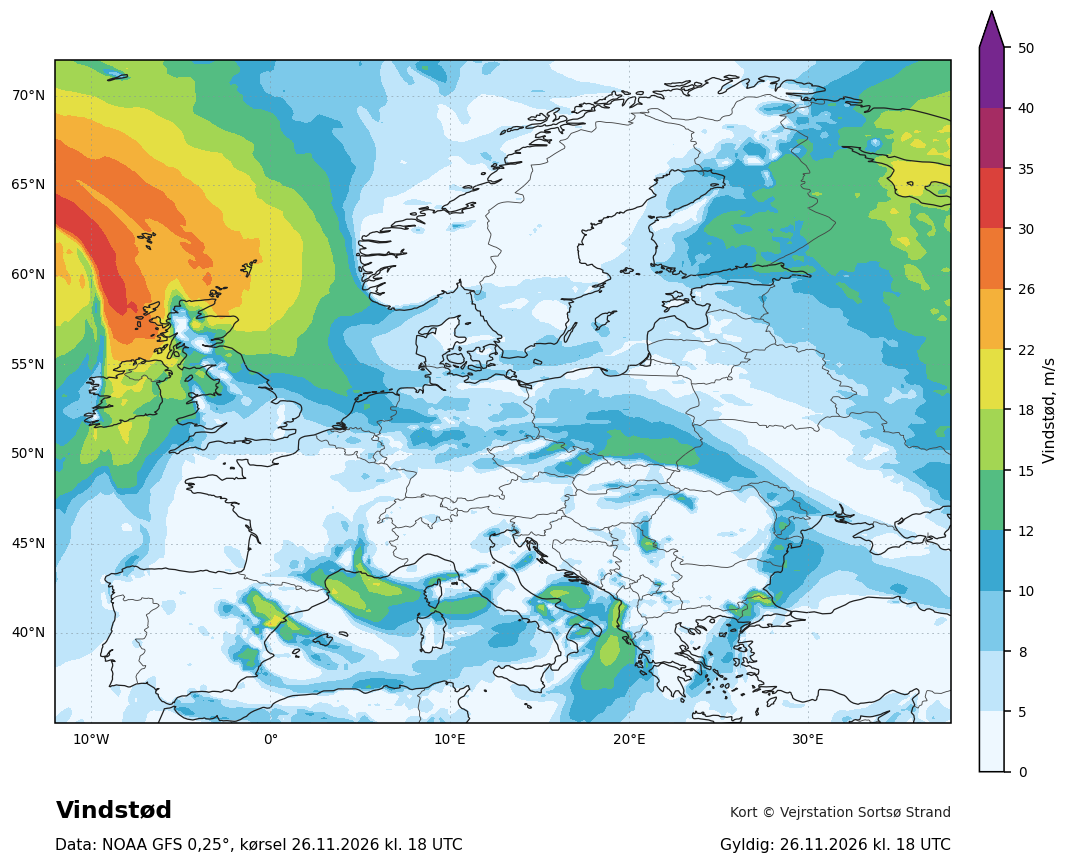 70°N
65°N
60°N
55°N
50°N
45°N
40°N
10°W
0°
10°E
20°E
30°E
50
40
35
30
26
22
18
15
12
10
8
5
0
Vindstød, m/s
Vindstød
Kort © Vejrstation Sortsø Strand
Data: NOAA GFS 0,25°, kørsel 26.11.2026 kl. 18 UTC
Gyldig: 26.11.2026 kl. 18 UTC